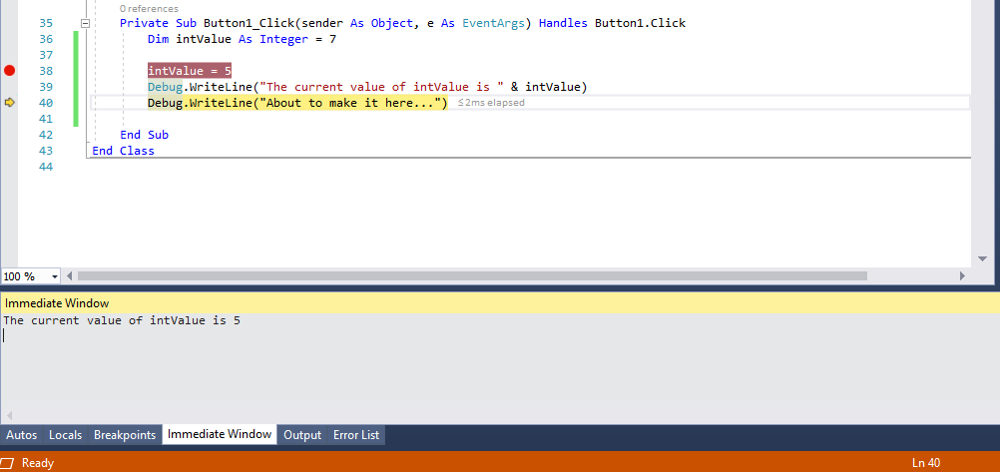 0 references
35 Private Sub Button1_Click(sender As Object, e As EventArgs) Handles Button1.Click
36 Dim intValue As Integer = 7
37
38 intValue = 5
39 Debug.WriteLine("The current value of intValue is " & intValue)
40 Debug.WriteLine("About to make it here...") ≤2ms elapsed
41
42 End Sub
43 End Class
44
100 %
Immediate Window
The current value of intValue is 5
Autos Locals Breakpoints Immediate Window Output Error List
Ready Ln 40